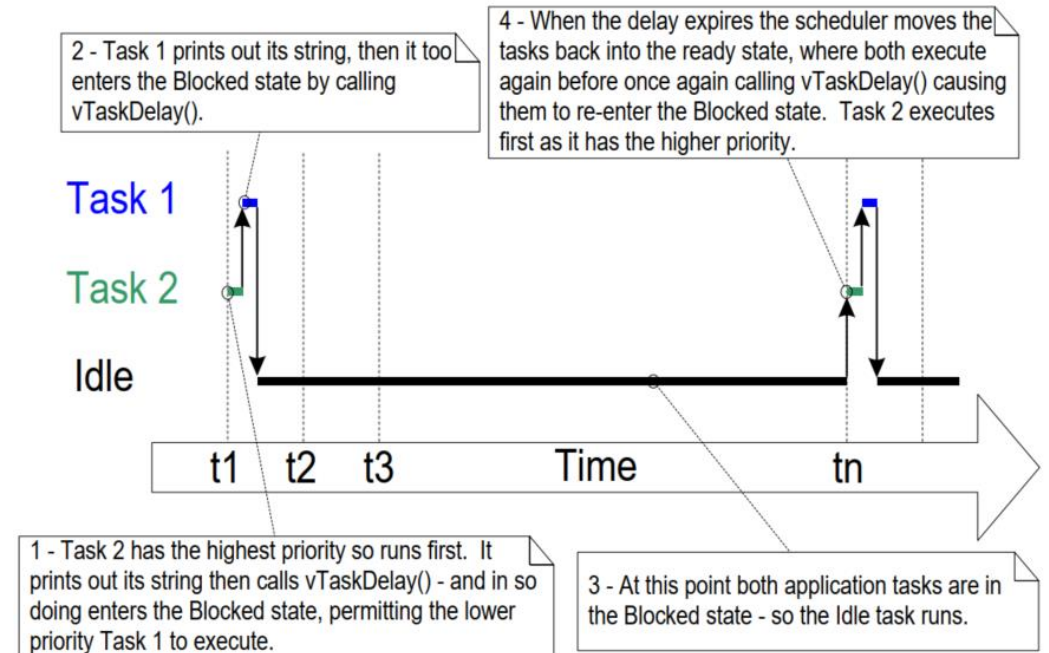 2 - Task 1 prints out its string, then it too
enters the Blocked state by calling
vTaskDelay().
4 - When the delay expires the scheduler moves the
tasks back into the ready state, where both execute
again before once again calling vTaskDelay() causing
them to re-enter the Blocked state.  Task 2 executes
first as it has the higher priority.
Task 1
Task 2
Idle
t1 t2 t3 Time tn
1 - Task 2 has the highest priority so runs first.  It
prints out its string then calls vTaskDelay() - and in so
doing enters the Blocked state, permitting the lower
priority Task 1 to execute.
3 - At this point both application tasks are in
the Blocked state - so the Idle task runs.